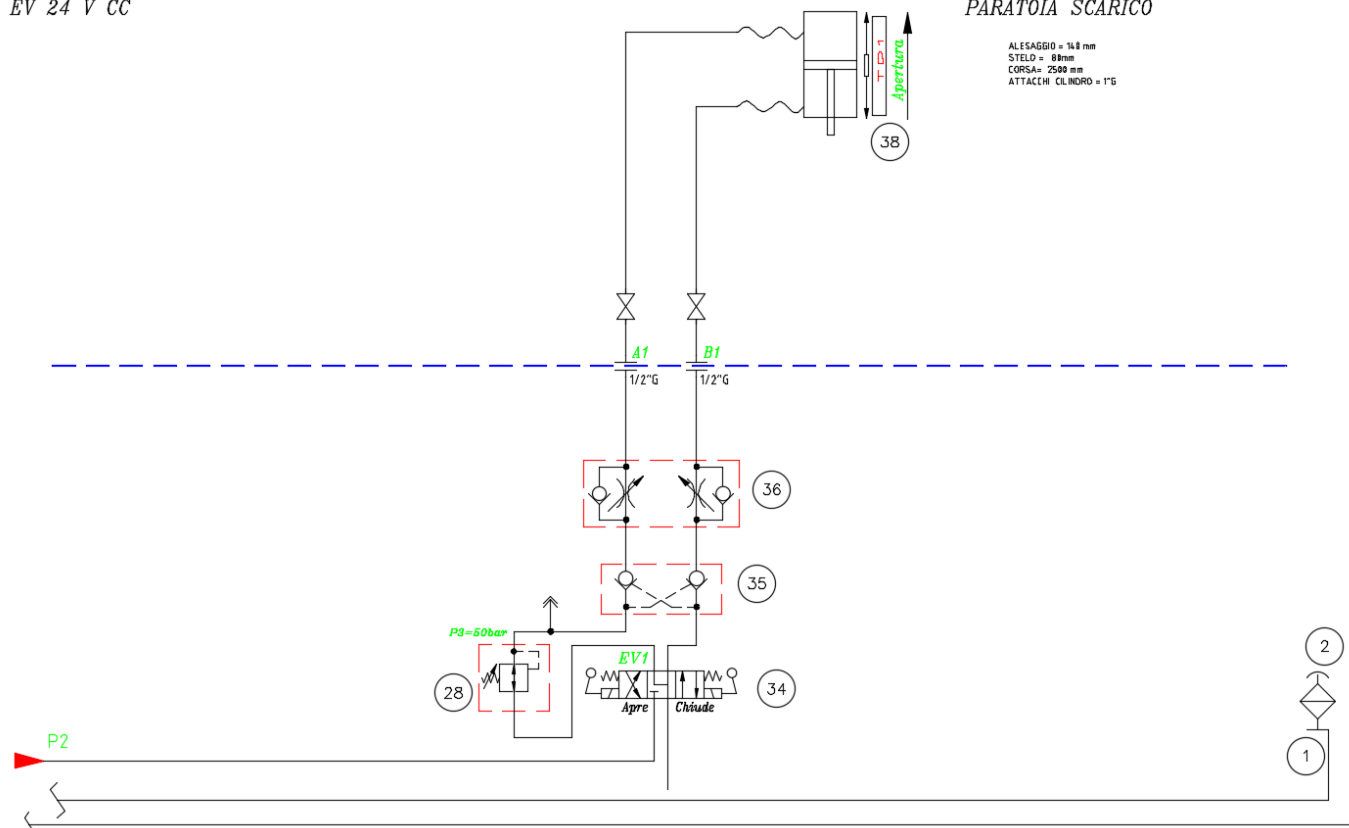 EV 24 V CC
PARATOIA SCARICO
ALESAGGIO = 140 mm
STELO = 80mm
CORSA= 2500 mm
ATTACCHI CILINDRO = 1"G
TD1
Apertura
38
A1
B1
1/2"G
1/2"G
36
35
P3=50bar
EV1
28
34
Apre
Chiude
2
P2
1